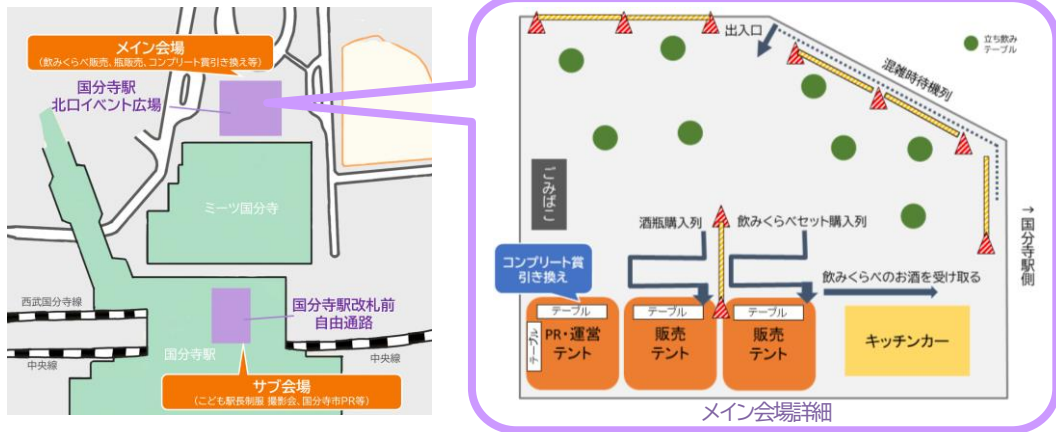 メイン会場
(飲みくらべ販売、瓶販売、コンプリート賞引き換え等)
国分寺駅
北口イベント広場
ミーツ国分寺
西武国分寺線
中央線
国分寺駅改札前
自由通路
国分寺駅
中央線
サブ会場
(こども駅長制服 撮影会、国分寺市PR等)
出入口
立ち飲み
テーブル
混雑時待機列
ごみばこ
→国分寺駅側
酒瓶購入列
飲みくらべセット購入列
コンプリート賞
引き換え
飲みくらべのお酒を受け取る
テーブル
テーブル
PR・運営
テント
テーブル
販売
テント
テーブル
販売
テント
キッチンカー
メイン会場詳細